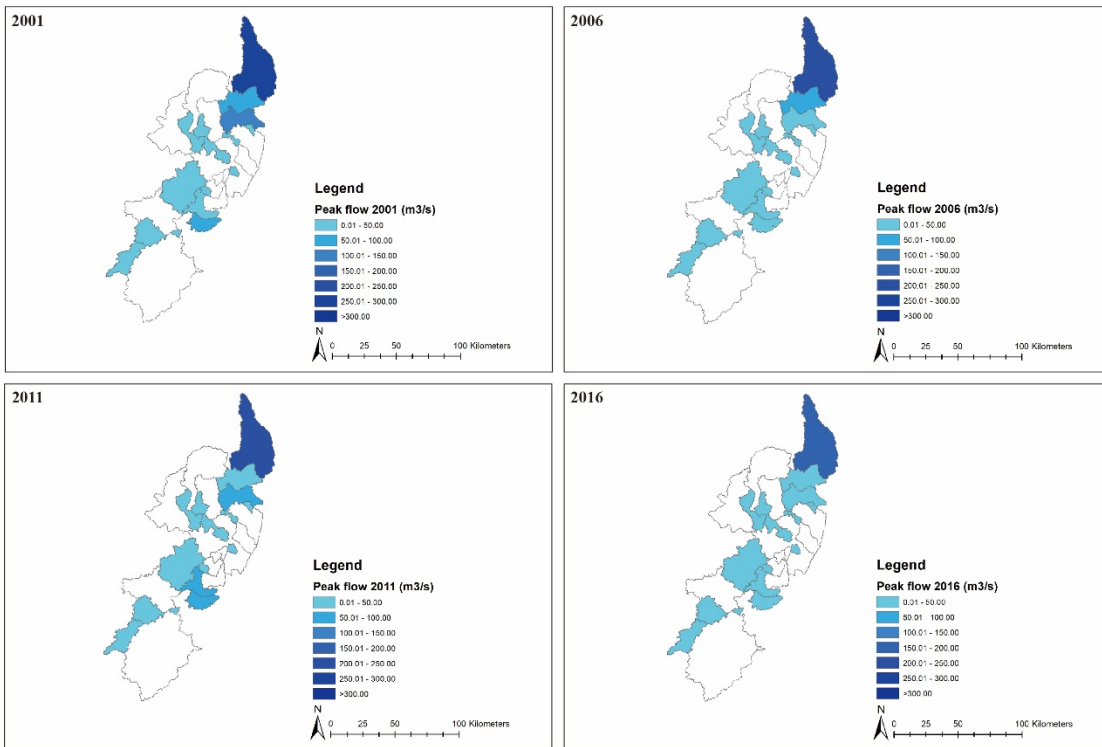 2001
Legend
Peak flow 2001 (m3/s)
0.01 - 50.00
50.01 - 100.00
100.01 - 150.00
150.01 - 200.00
200.01 - 250.00
250.01 - 300.00
>300.00
N
0 25 50 100 Kilometers
2006
Legend
Peak flow 2006 (m3/s)
0.01 - 50.00
50.01 - 100.00
100.01 - 150.00
150.01 - 200.00
200.01 - 250.00
250.01 - 300.00
>300.00
N
0 25 50 100 Kilometers
2011
Legend
Peak flow 2011 (m3/s)
0.01 - 50.00
50.01 - 100.00
100.01 - 150.00
150.01 - 200.00
200.01 - 250.00
250.01 - 300.00
>300.00
N
0 25 50 100 Kilometers
2016
Legend
Peak flow 2016 (m3/s)
0.01 - 50.00
50.01 - 100.00
100.01 - 150.00
150.01 - 200.00
200.01 - 250.00
250.01 - 300.00
>300.00
N
0 25 50 100 Kilometers